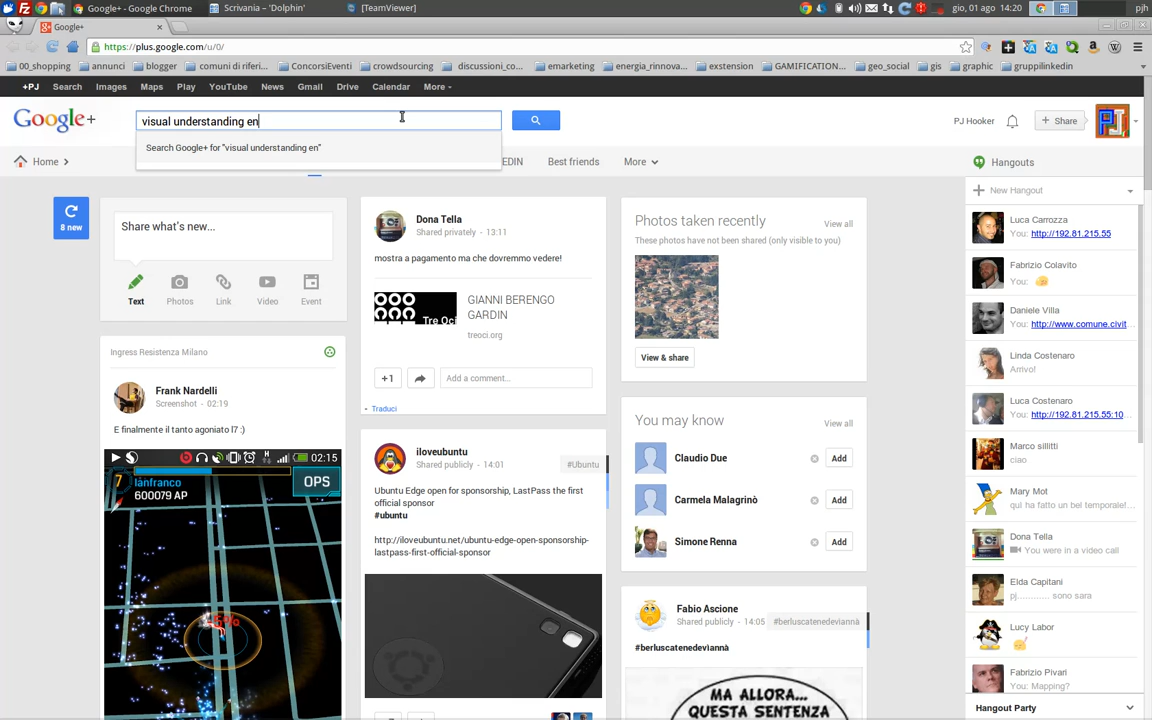 Google+ - Google Chrome
Scrivania - 'Dolphin'
[TeamViewer]
gio, 01 ago 14:20
pjh
Google+
https://plus.google.com/u/0/
00_shopping
annunci
blogger
comuni di riferi...
ConcorsiEventi
crowdsourcing
discussioni_co...
emarketing
energia_rinnova...
exstension
GAMIFICATION...
geo_social
gis
graphic
gruppilinkedin
+PJ
Search
Images
Maps
Play
YouTube
News
Gmail
Drive
Calendar
More
Google+
visual understanding en
PJ Hooker
+ Share
Search Google+ for "visual understanding en"
Home
EDIN
Best friends
More
Hangouts
New Hangout
8 new
Share what's new...
Text
Photos
Link
Video
Event
Ingress Resistenza Milano
Frank Nardelli
Screenshot - 02:19
E finalmente il tanto agoniato l7 :)
02:15
7
lanfranco
600079 AP
OPS
Dona Tella
Shared privately - 13:11
mostra a pagamento ma che dovremmo vedere!
Tre Oci
GIANNI BERENGO
GARDIN
treoci.org
+1
Add a comment...
Traduci
iloveubuntu
Shared publicly - 14:01
#Ubuntu
Ubuntu Edge open for sponsorship, LastPass the first
official sponsor
#ubuntu
http://iloveubuntu.net/ubuntu-edge-open-sponsorship-
lastpass-first-official-sponsor
Photos taken recently
View all
These photos have not been shared (only visible to you)
View & share
You may know
View all
Claudio Due
Add
Carmela Malagrinò
Add
Simone Renna
Add
Fabio Ascione
Shared publicly - 14:05
#berluscatenedeviannà
#berluscatenedeviannà
MA ALLORA...
QUESTA SENTENZA
Luca Carrozza
You: http://192.81.215.55
Fabrizio Colavito
You:
Daniele Villa
You: http://www.comune.civit...
Linda Costenaro
Arrivo!
Luca Costenaro
You: http://192.81.215.55:10...
Marco sillitti
ciao
Mary Mot
qui ha fatto un bel temporale!...
Dona Tella
You were in a video call
Elda Capitani
pj............ sono sara
Lucy Labor
Fabrizio Pivari
You: Mapping?
Hangout Party